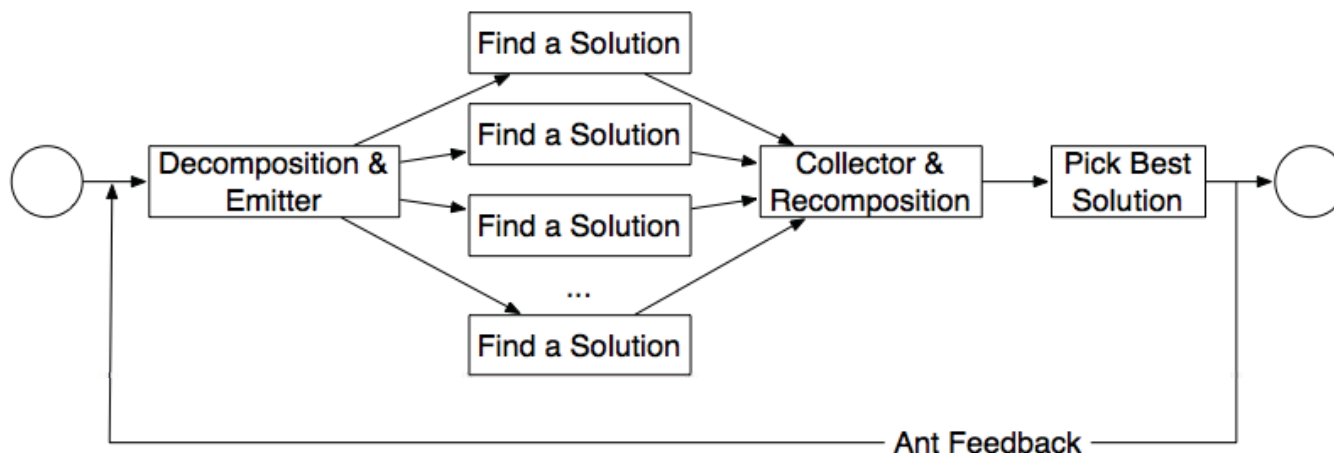 Find a Solution
Find a Solution
Decomposition &
Emitter
Collector &
Recomposition
Pick Best
Solution
Find a Solution
...
Find a Solution
Ant Feedback